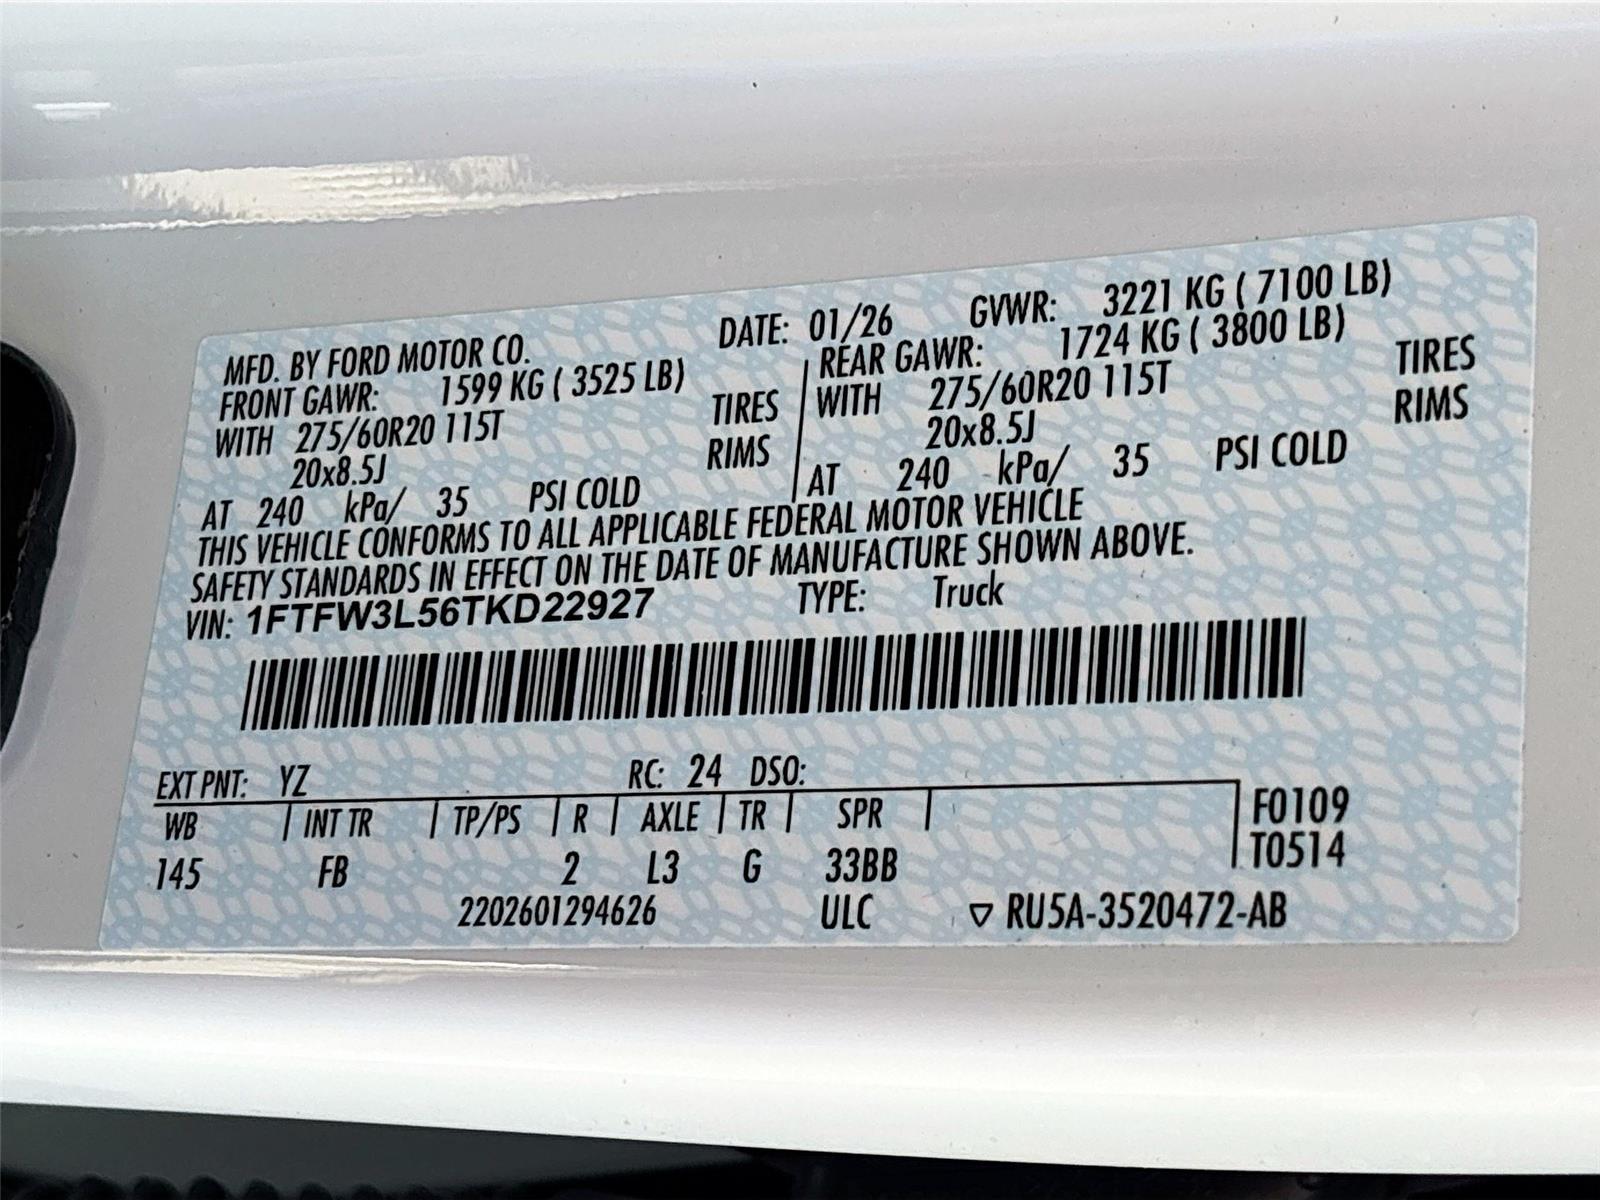 MFD. BY FORD MOTOR CO. DATE: 01/26 GVWR: 3221 KG ( 7100 LB)
FRONT GAWR: 1599 KG ( 3525 LB) REAR GAWR: 1724 KG ( 3800 LB)
WITH 275/60R20 115T TIRES WITH 275/60R20 115T TIRES
20x8.5J RIMS 20x8.5J RIMS
AT 240 kPa/ 35 PSI COLD AT 240 kPa/ 35 PSI COLD
THIS VEHICLE CONFORMS TO ALL APPLICABLE FEDERAL MOTOR VEHICLE
SAFETY STANDARDS IN EFFECT ON THE DATE OF MANUFACTURE SHOWN ABOVE.
VIN: 1FTFW3L56TKD22927 TYPE: Truck
EXT PNT: YZ RC: 24 DSO:
WB INT TR TP/PS R AXLE TR SPR F0109
145 FB 2 L3 G 33BB T0514
2202601294626 ULC ▽ RU5A-3520472-AB